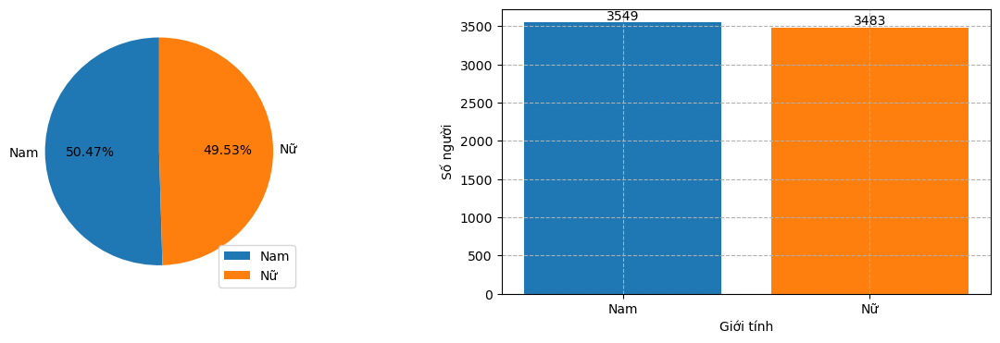 Nam
50.47%
49.53%
Nữ
Nam
Nữ
3549
3483
3500
3000
2500
2000
1500
1000
500
0
Số người
Nam
Nữ
Giới tính